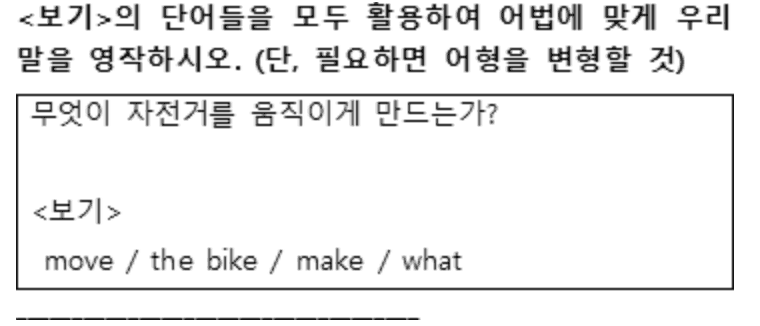 <보기>의 단어들을 모두 활용하여 어법에 맞게 우리
말을 영작하시오. (단, 필요하면 어형을 변형할 것)
무엇이 자전거를 움직이게 만드는가?
<보기>
move / the bike / make / what